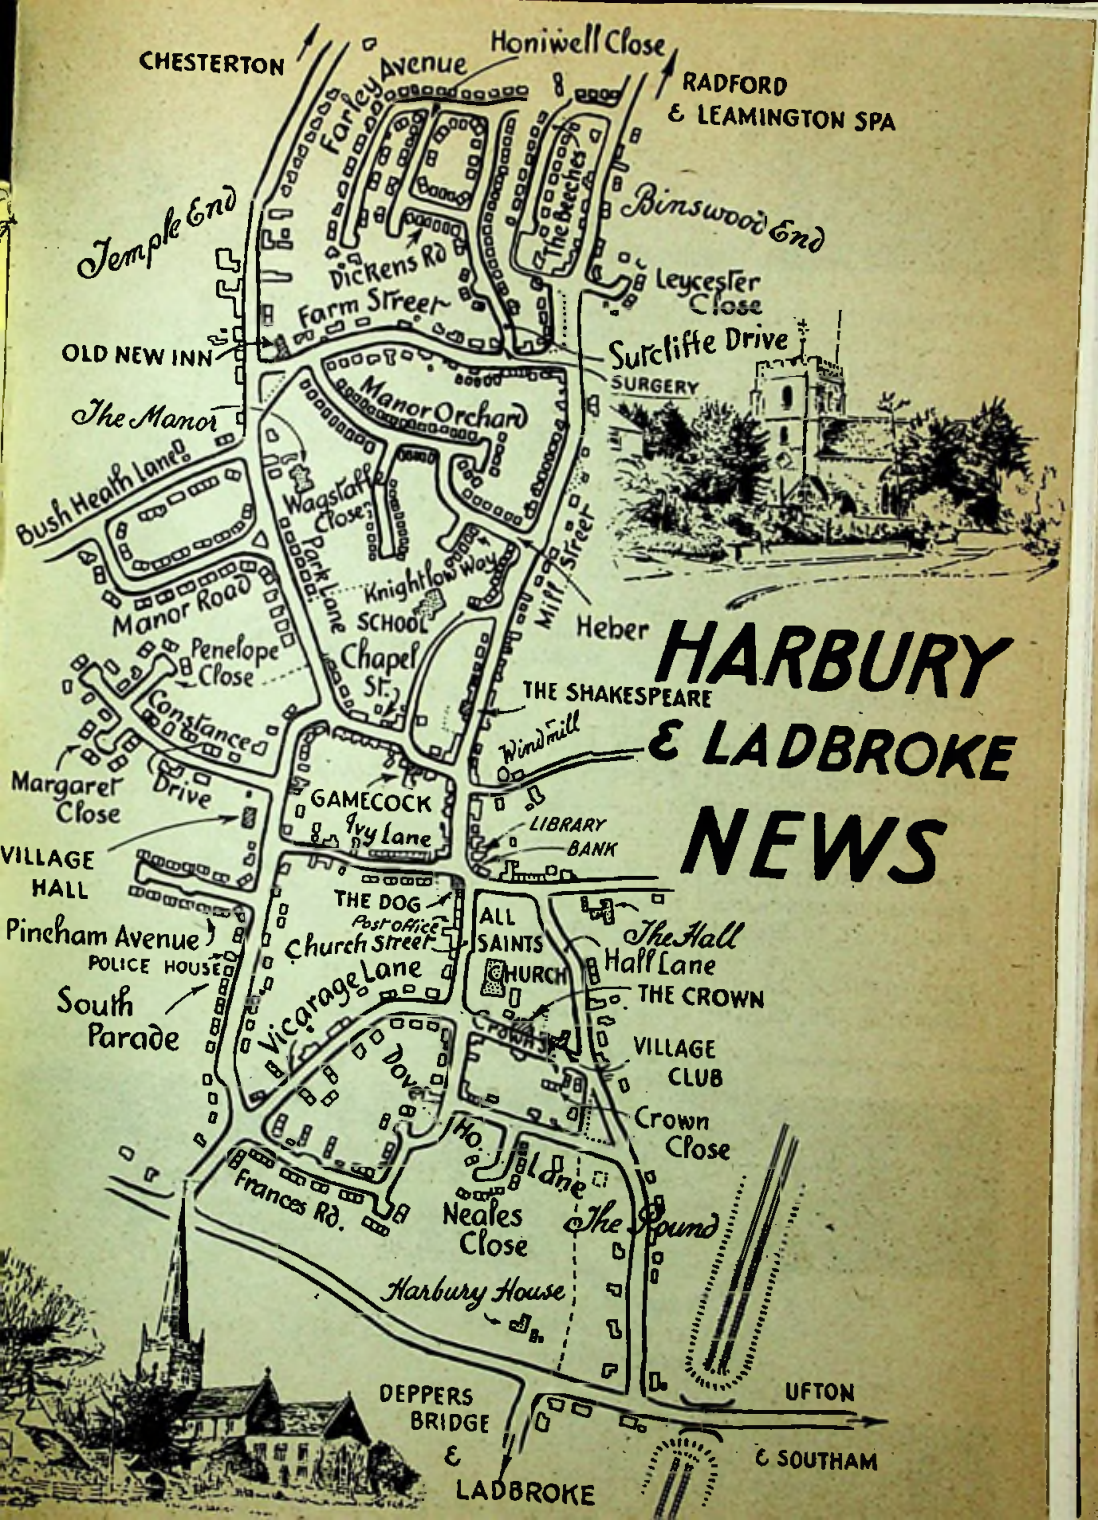 CHESTERTON
Honiwell Close
Farley Avenue
RADFORD
& LEAMINGTON SPA
The Beeches
Binswood End
Temple End
Dickens Rd
Leycester
Close
Farm Street
OLD NEW INN
Sutcliffe Drive
SURGERY
The Manor
Manor Orchard
Bush Heath Lane
Wagstaffe
Close
Park Lane
Knightlow Way
Mill Street
Manor Road
SCHOOL
Heber
HARBURY
& LADBROKE
NEWS
Penelope
Close
Chapel
St.
THE SHAKESPEARE
Constance
Drive
Windmill
Margaret
Close
GAMECOCK
Ivy Lane
LIBRARY
BANK
VILLAGE
HALL
THE DOG
Post Office
Church Street
ALL
SAINTS
CHURCH
The Hall
Hall Lane
Pineham Avenue
POLICE HOUSE
THE CROWN
South
Parade
Vicarage Lane
Crown St
VILLAGE
CLUB
Dovehouse Lane
Crown
Close
Frances Rd.
Neales
Close
The Pound
Harbury House
DEPPERS
BRIDGE
&
LADBROKE
UFTON
& SOUTHAM